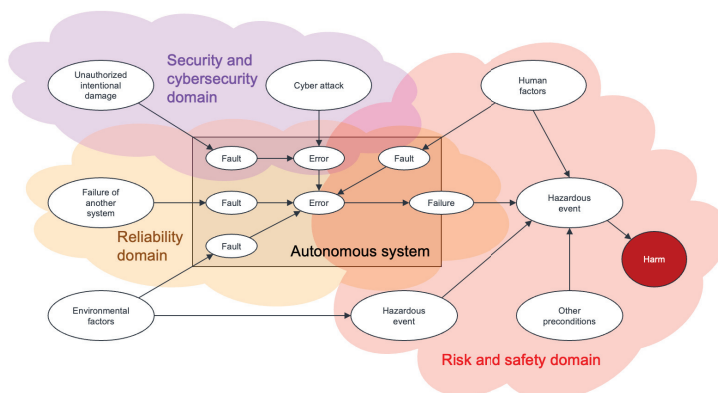 Security and
cybersecurity
domain
Unauthorized
intentional
damage
Cyber attack
Human
factors
Fault
Error
Fault
Failure of
another
system
Fault
Error
Failure
Hazardous
event
Reliability
domain
Fault
Autonomous system
Harm
Environmental
factors
Hazardous
event
Other
preconditions
Risk and safety domain